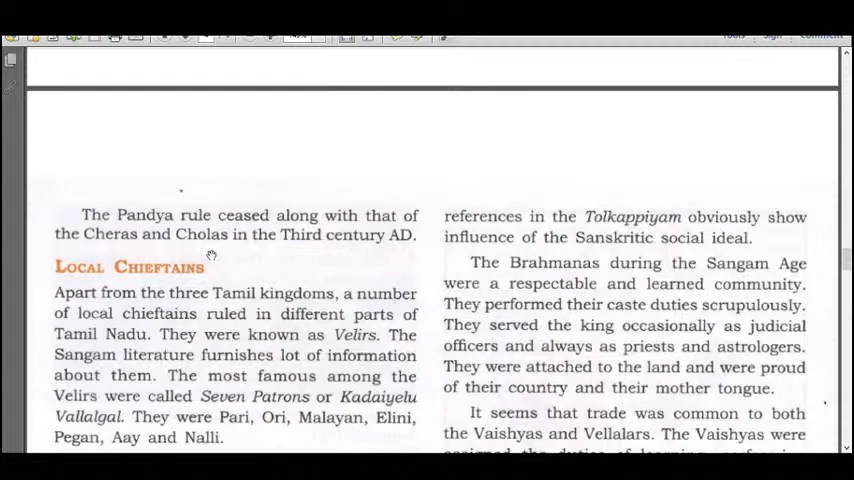 The Pandya rule ceased along with that of
the Cheras and Cholas in the Third century AD.
LOCAL CHIEFTAINS
Apart from the three Tamil kingdoms, a number
of local chieftains ruled in different parts of
Tamil Nadu. They were known as Velirs. The
Sangam literature furnishes lot of information
about them. The most famous among the
Velirs were called Seven Patrons or Kadaiyelu
Vallalgal. They were Pari, Ori, Malayan, Elini,
Pegan, Aay and Nalli.
references in the Tolkappiyam obviously show
influence of the Sanskritic social ideal.
The Brahmanas during the Sangam Age
were a respectable and learned community.
They performed their caste duties scrupulously.
They served the king occasionally as judicial
officers and always as priests and astrologers.
They were attached to the land and were proud
of their country and their mother tongue.
It seems that trade was common to both
the Vaishyas and Vellalars. The Vaishyas were